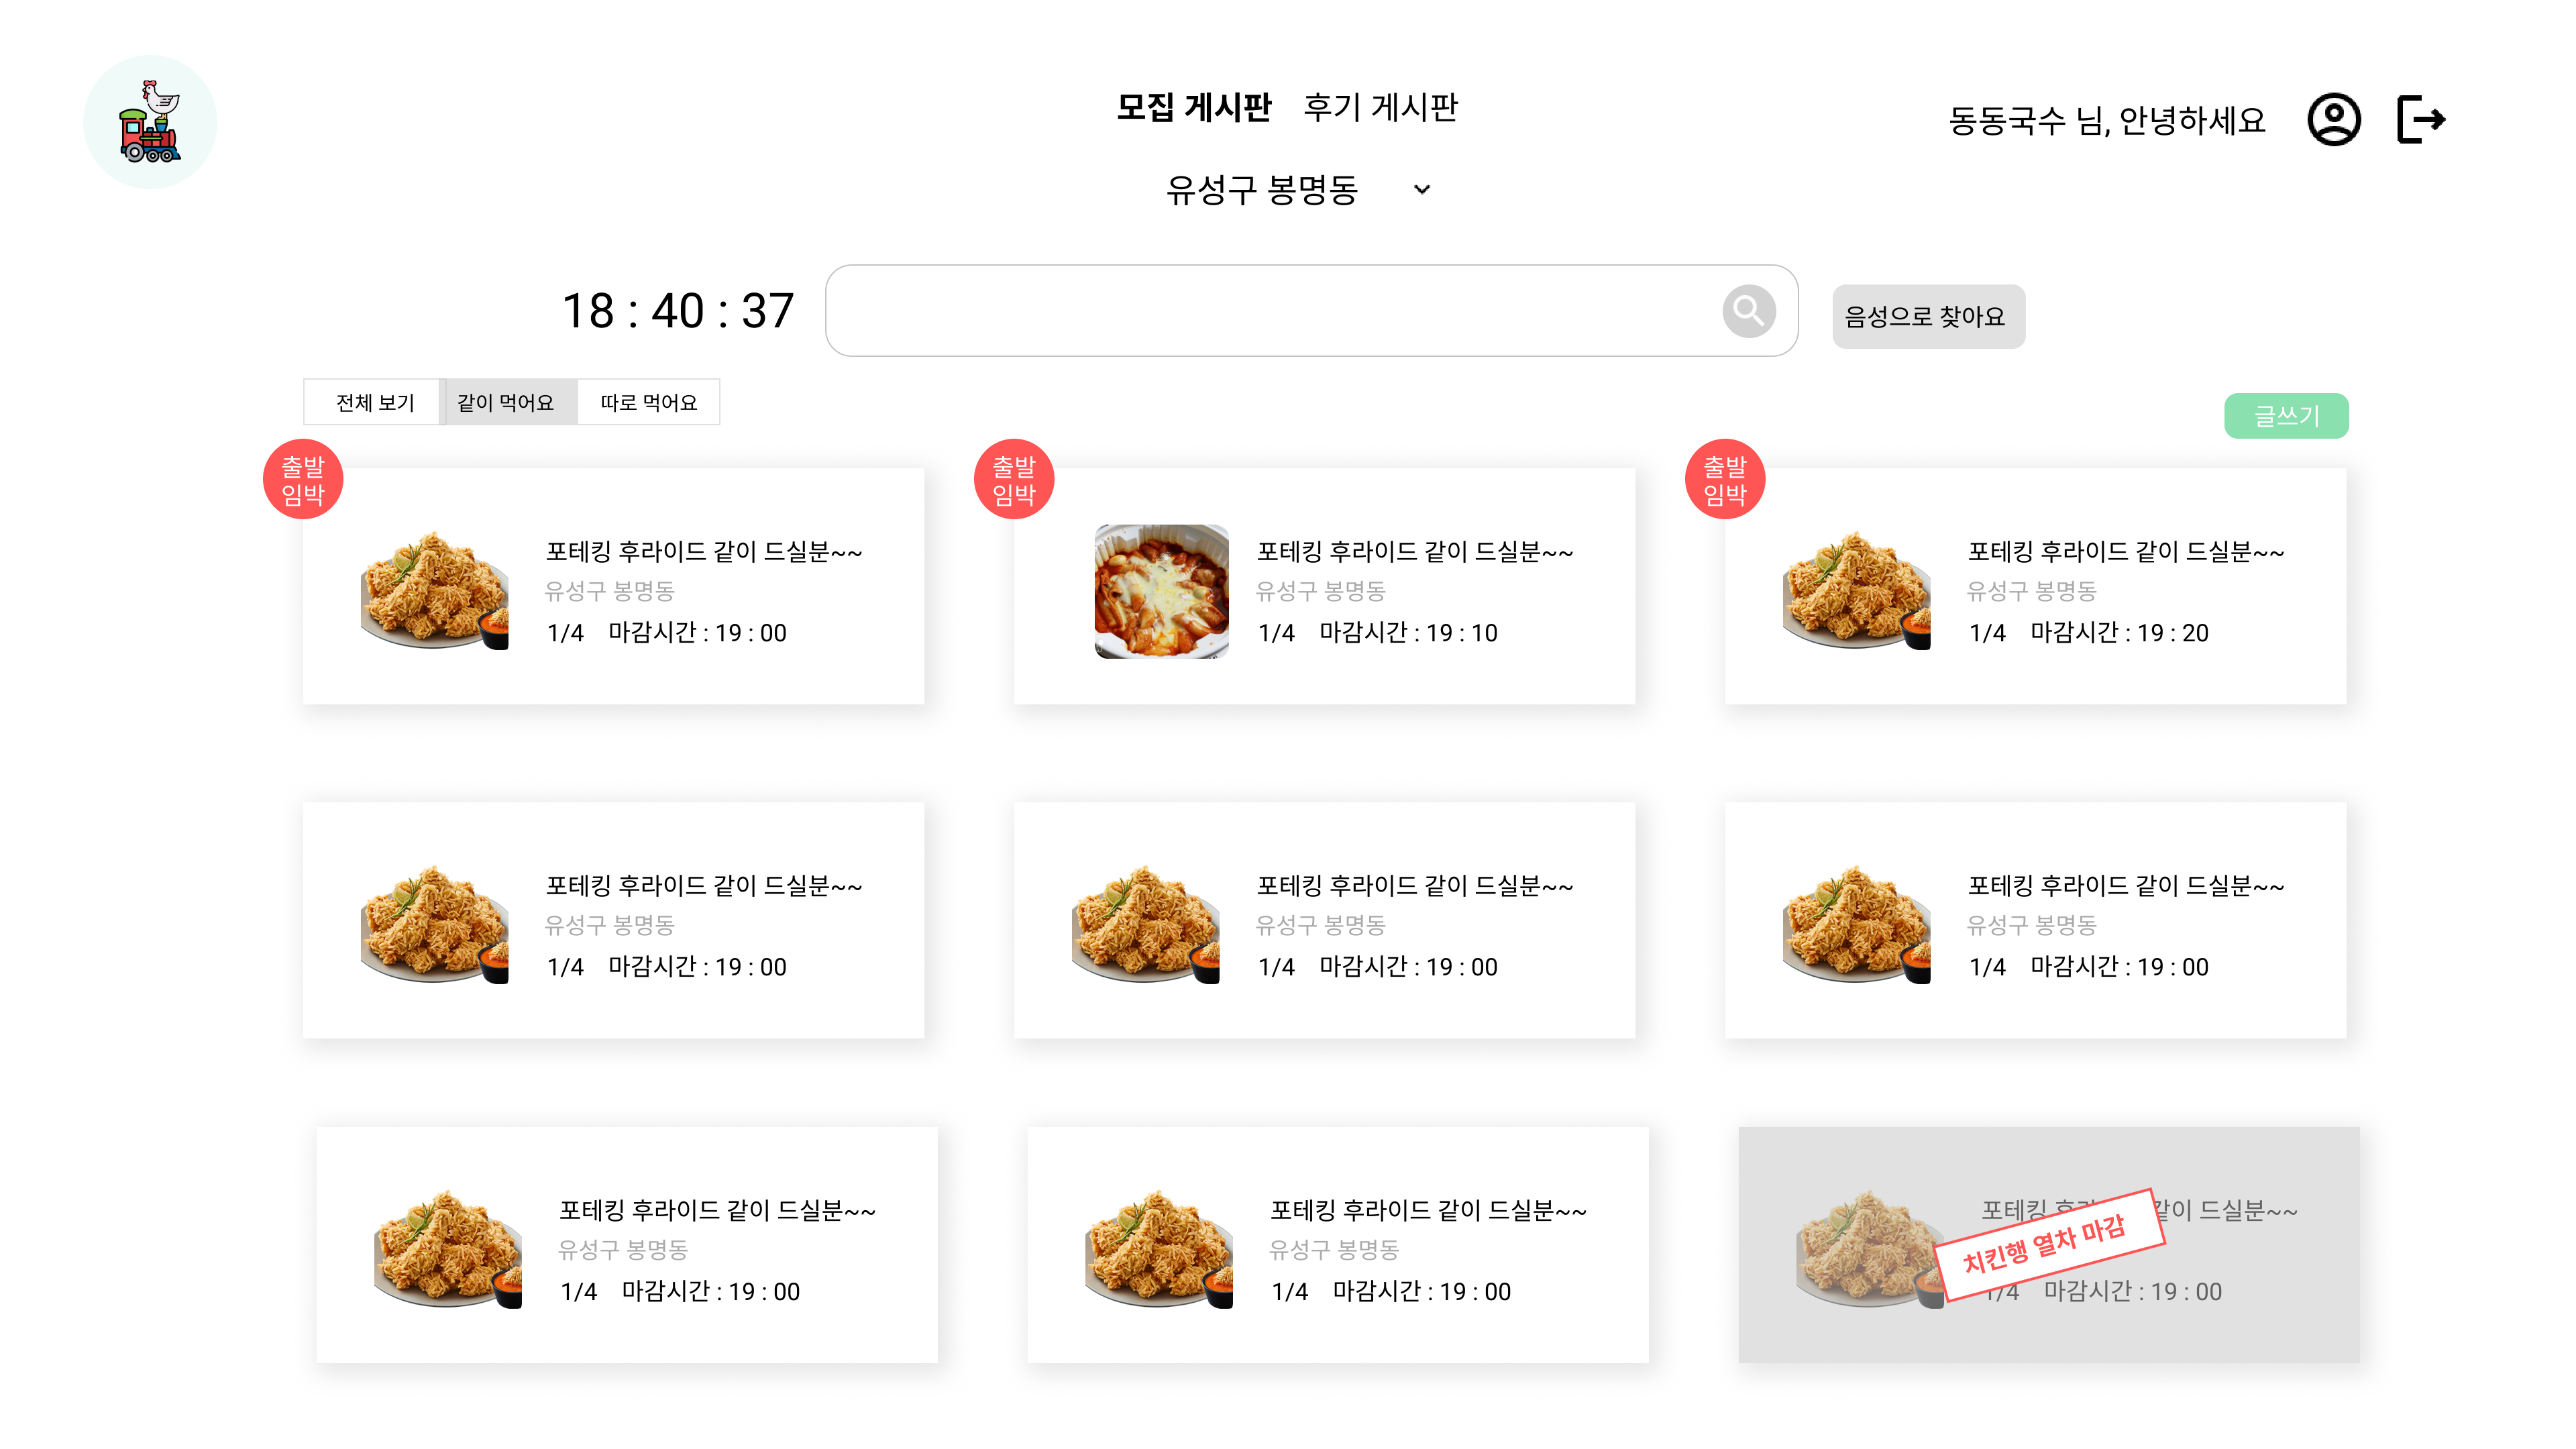 모집 게시판 후기 게시판
동동국수 님, 안녕하세요
유성구 봉명동
18 : 40 : 37
음성으로 찾아요
전체 보기 같이 먹어요 따로 먹어요
글쓰기
출발
임박
포테킹 후라이드 같이 드실분~~
유성구 봉명동
1/4 마감시간 : 19 : 00
출발
임박
포테킹 후라이드 같이 드실분~~
유성구 봉명동
1/4 마감시간 : 19 : 10
출발
임박
포테킹 후라이드 같이 드실분~~
유성구 봉명동
1/4 마감시간 : 19 : 20
포테킹 후라이드 같이 드실분~~
유성구 봉명동
1/4 마감시간 : 19 : 00
포테킹 후라이드 같이 드실분~~
유성구 봉명동
1/4 마감시간 : 19 : 00
포테킹 후라이드 같이 드실분~~
유성구 봉명동
1/4 마감시간 : 19 : 00
포테킹 후라이드 같이 드실분~~
유성구 봉명동
1/4 마감시간 : 19 : 00
포테킹 후라이드 같이 드실분~~
유성구 봉명동
1/4 마감시간 : 19 : 00
포테킹 같이 드실분~~
치킨행 열차 마감
1/4 마감시간 : 19 : 00